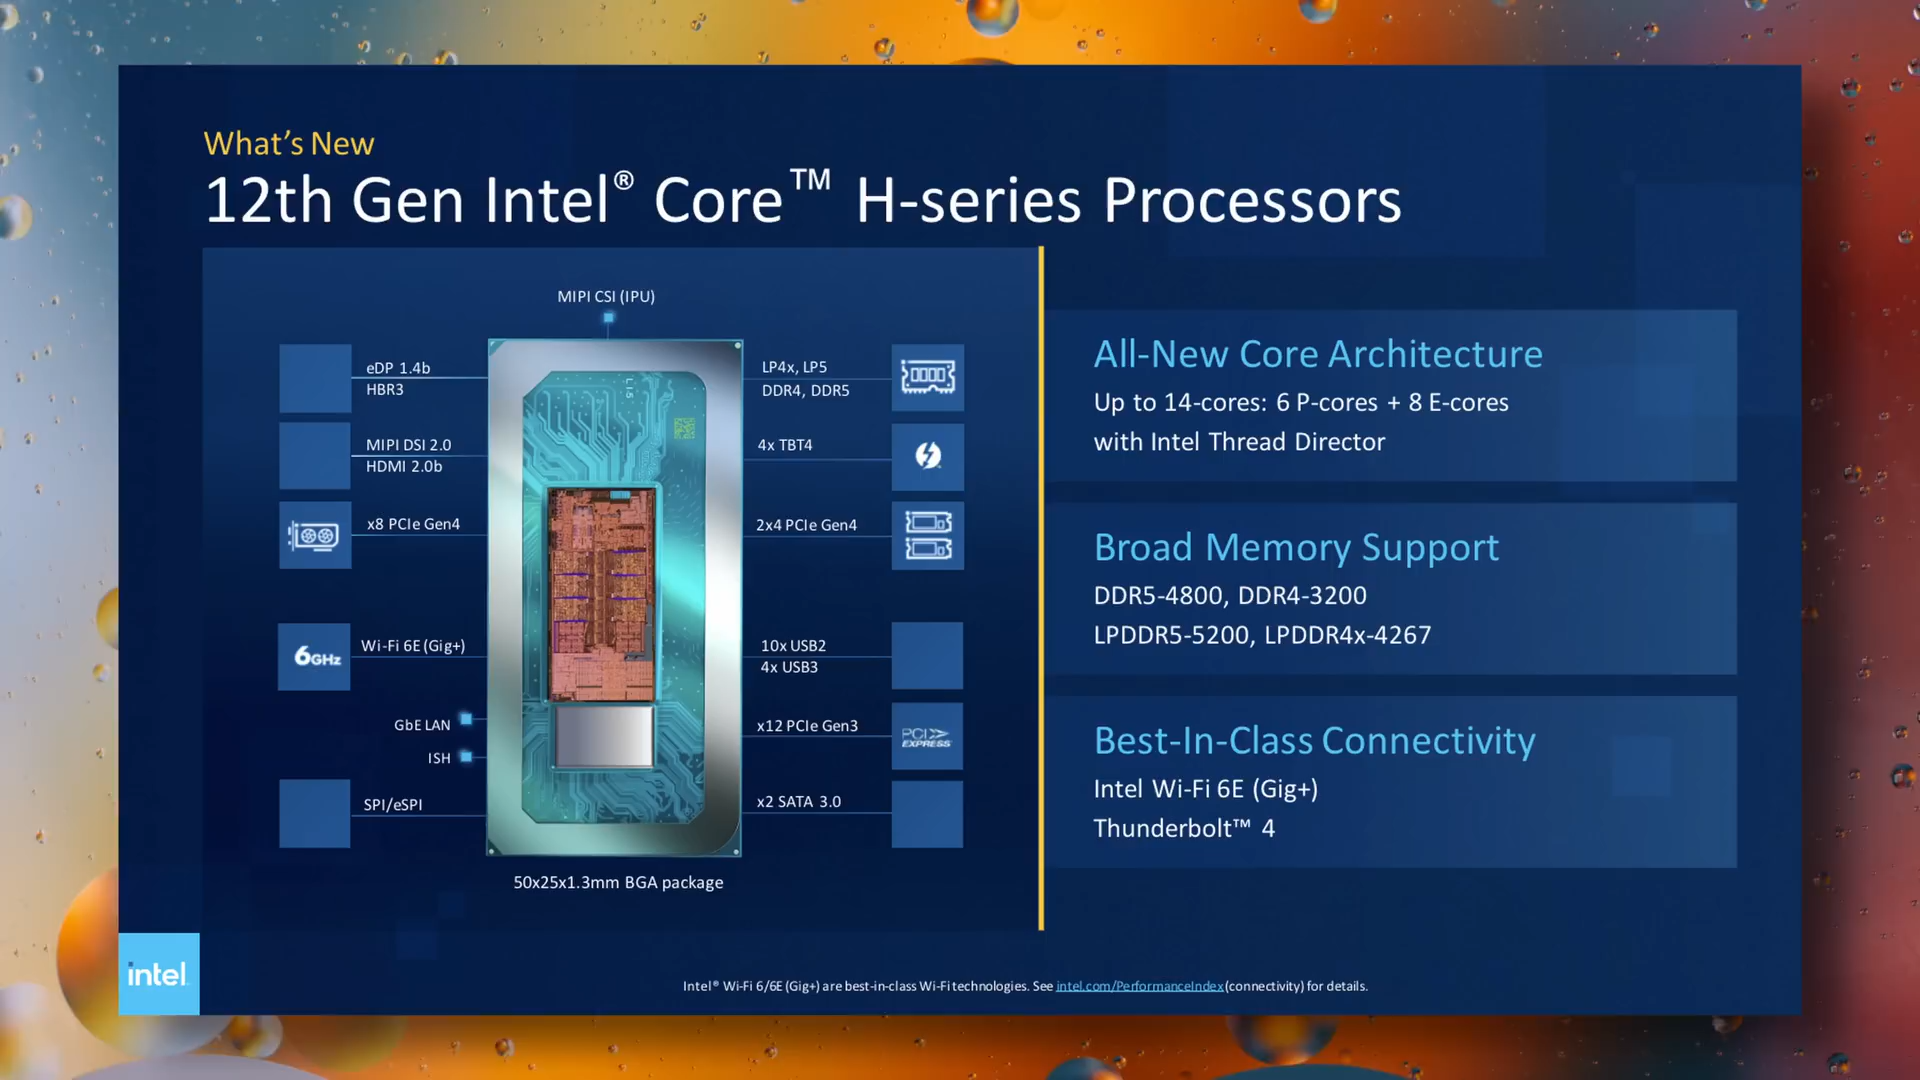 What's New
12th Gen Intel® Core™ H-series Processors
MIPI CSI (IPU)
eDP 1.4b
HBR3
MIPI DSI 2.0
HDMI 2.0b
x8 PCIe Gen4
6GHz
Wi-Fi 6E (Gig+)
GbE LAN
ISH
SPI/eSPI
LP4x, LP5
DDR4, DDR5
4x TBT4
2x4 PCIe Gen4
10x USB2
4x USB3
x12 PCIe Gen3
PCI
EXPRESS
x2 SATA 3.0
50x25x1.3mm BGA package
All-New Core Architecture
Up to 14-cores: 6 P-cores + 8 E-cores
with Intel Thread Director
Broad Memory Support
DDR5-4800, DDR4-3200
LPDDR5-5200, LPDDR4x-4267
Best-In-Class Connectivity
Intel Wi-Fi 6E (Gig+)
Thunderbolt™ 4
intel
Intel® Wi-Fi 6/6E (Gig+) are best-in-class Wi-Fi technologies. See intel.com/PerformanceIndex (connectivity) for details.